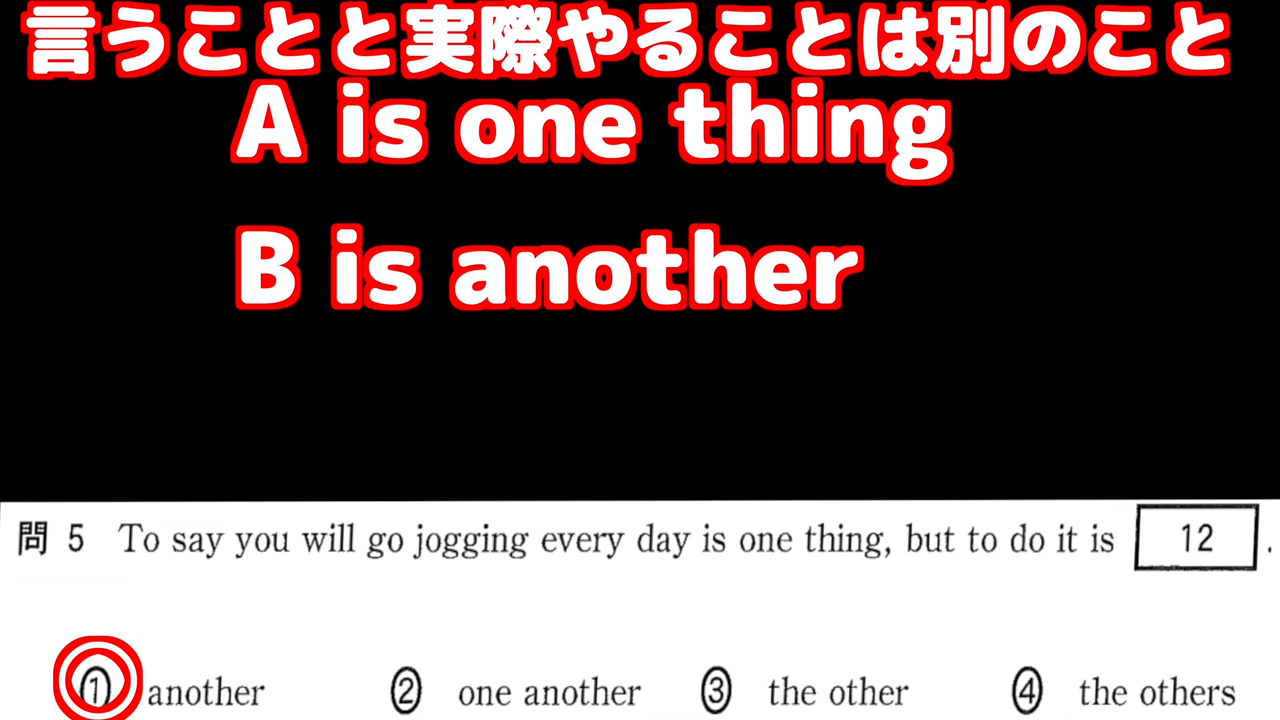 言うことと実際やることは別のこと
A is one thing
B is another
問 5 To say you will go jogging every day is one thing, but to do it is 12 .
① another ② one another ③ the other ④ the others